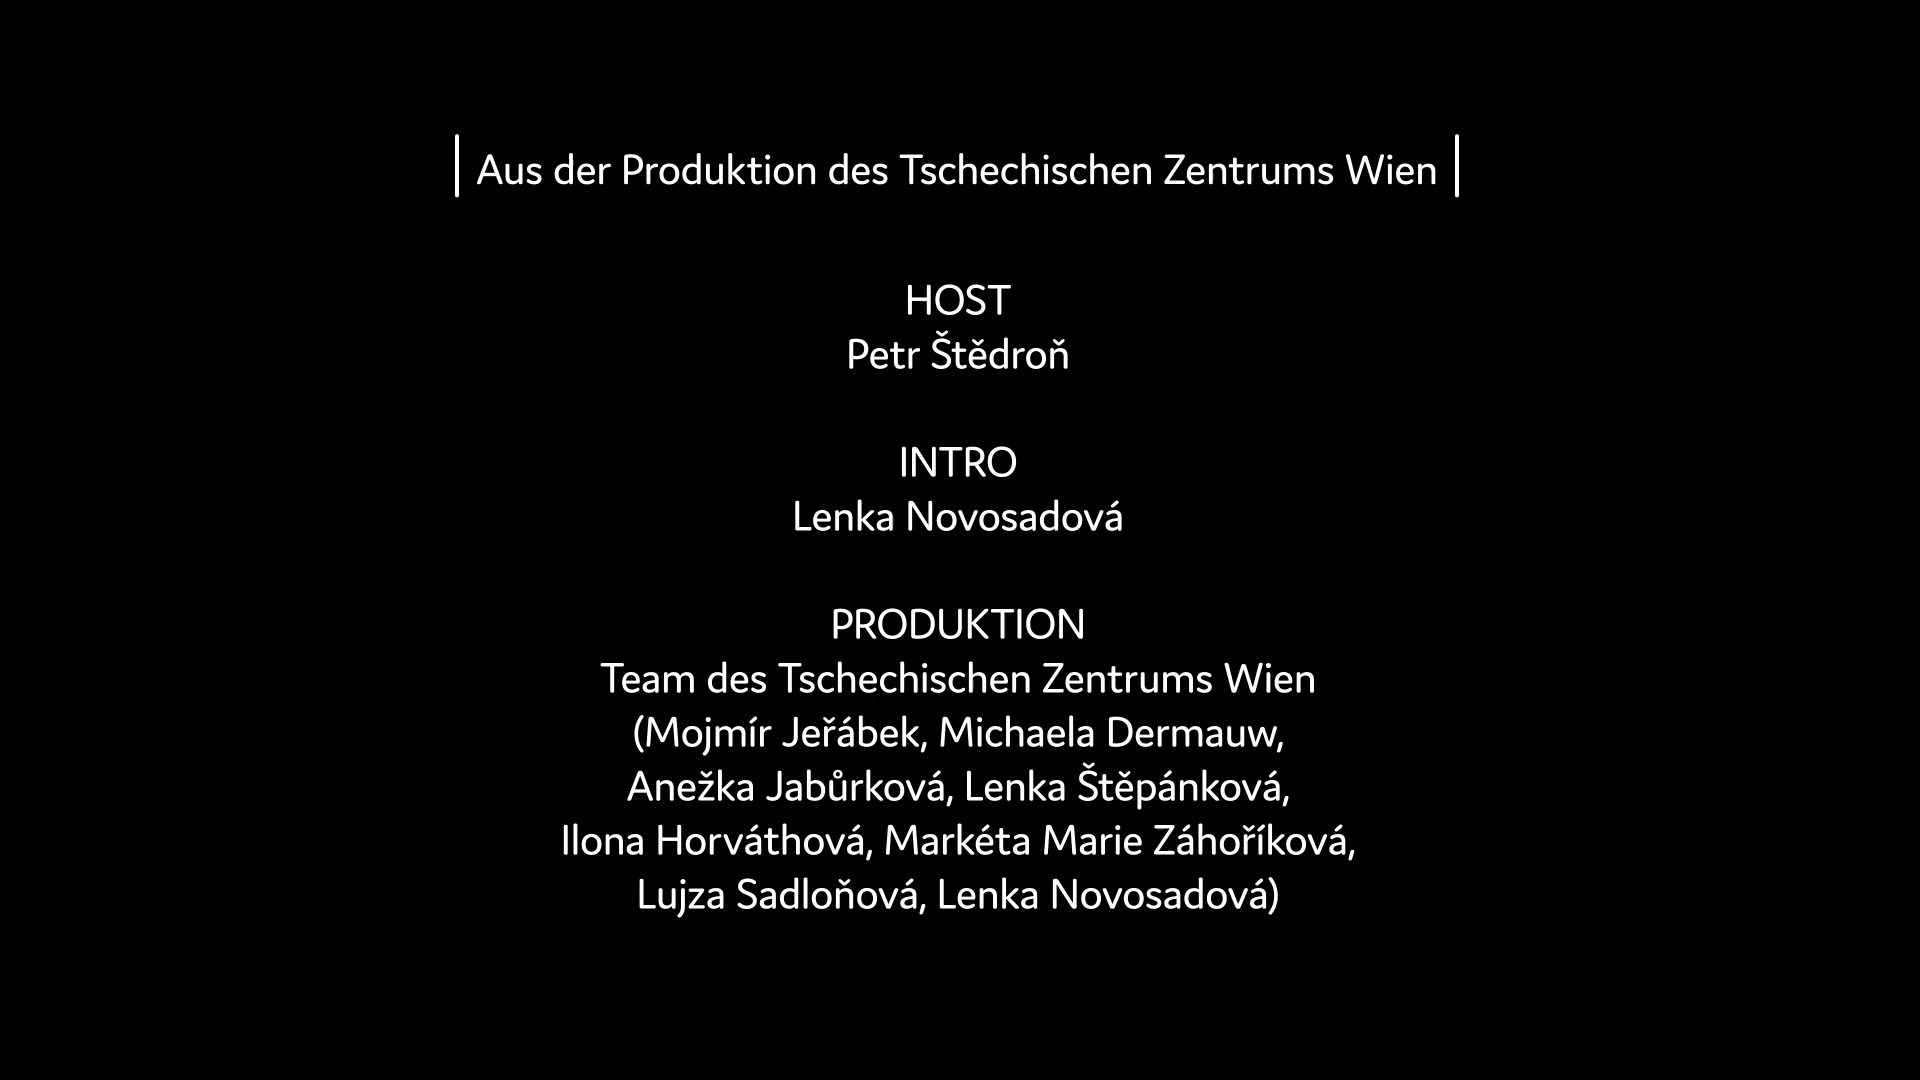 Aus der Produktion des Tschechischen Zentrums Wien
HOST
Petr Štědroň
INTRO
Lenka Novosadová
PRODUKTION
Team des Tschechischen Zentrums Wien
(Mojmír Jeřábek, Michaela Dermauw,
Anežka Jabůrková, Lenka Štěpánková,
Ilona Horváthová, Markéta Marie Záhoříková,
Lujza Sadloňová, Lenka Novosadová)